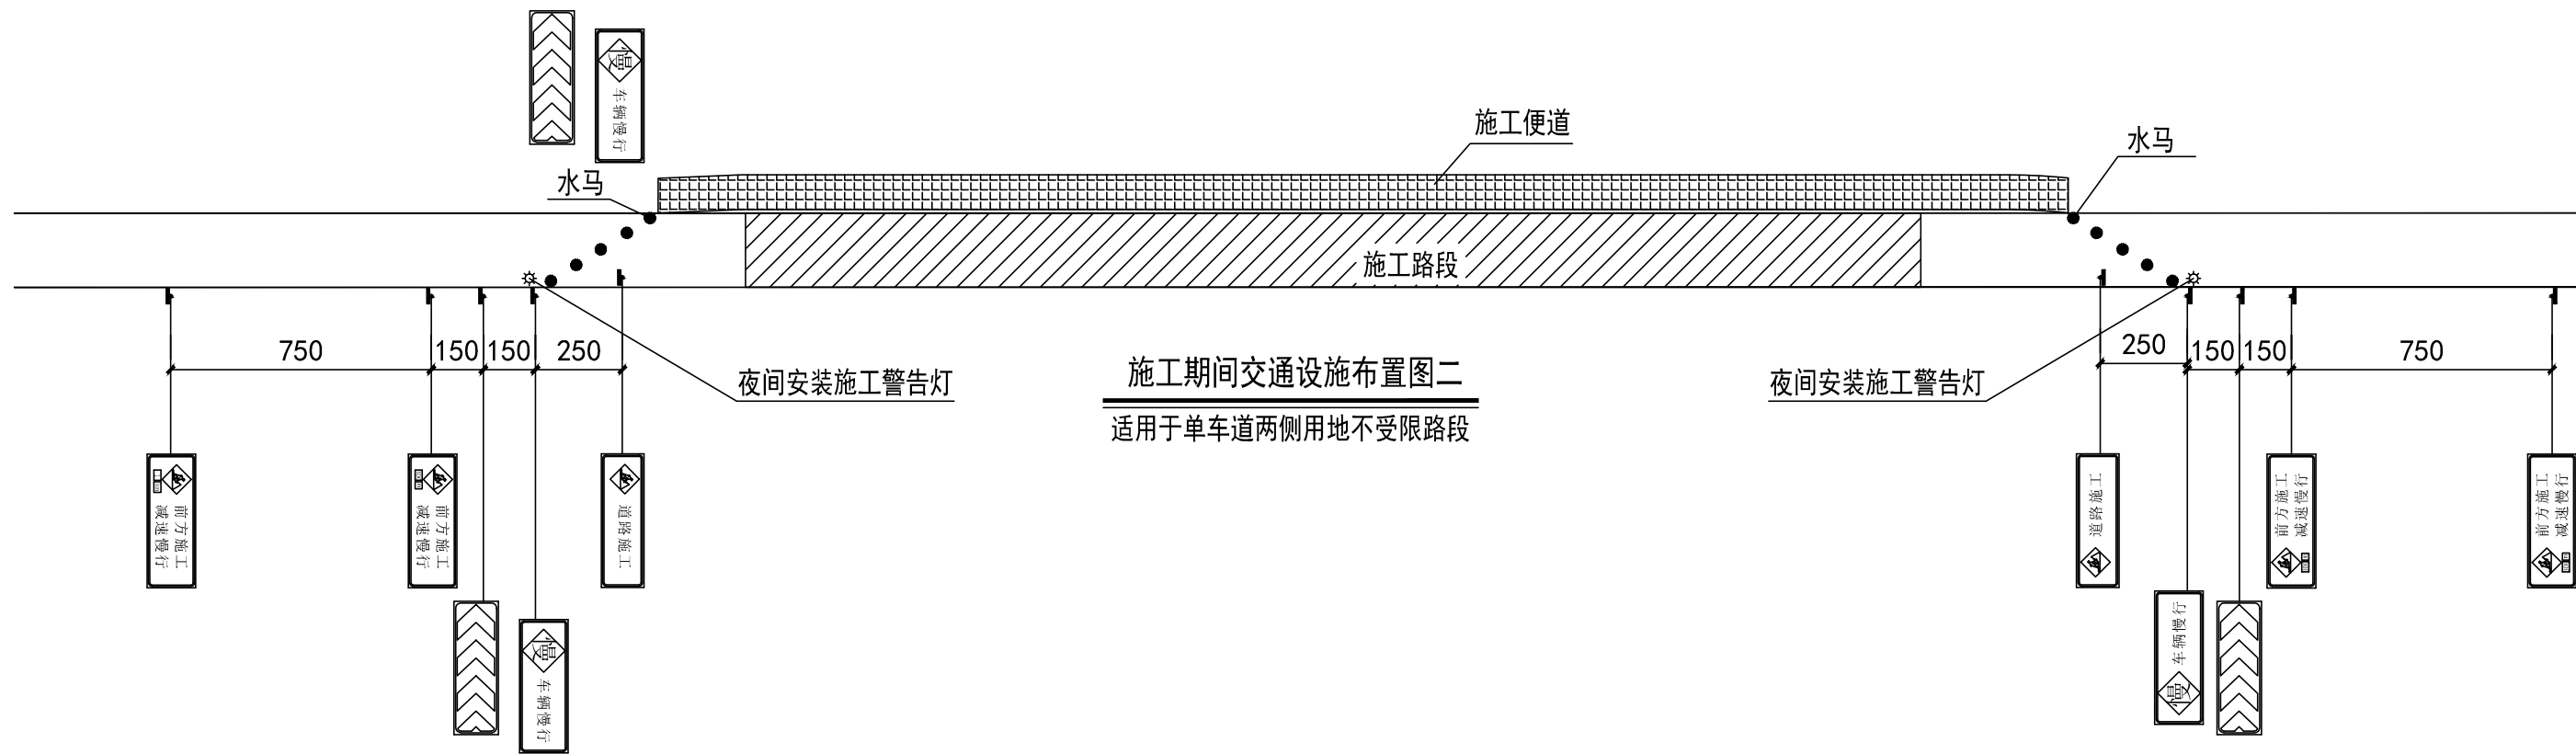 慢
车辆慢行
施工便道
水马
水马
施工路段
750
150
150
250
250
150
150
750
夜间安装施工警告灯
施工期间交通设施布置图二
夜间安装施工警告灯
适用于单车道两侧用地不受限路段
前方施工
减速慢行
前方施工
减速慢行
道路施工
道路施工
前方施工
减速慢行
前方施工
减速慢行
慢
车辆慢行
车辆慢行
慢